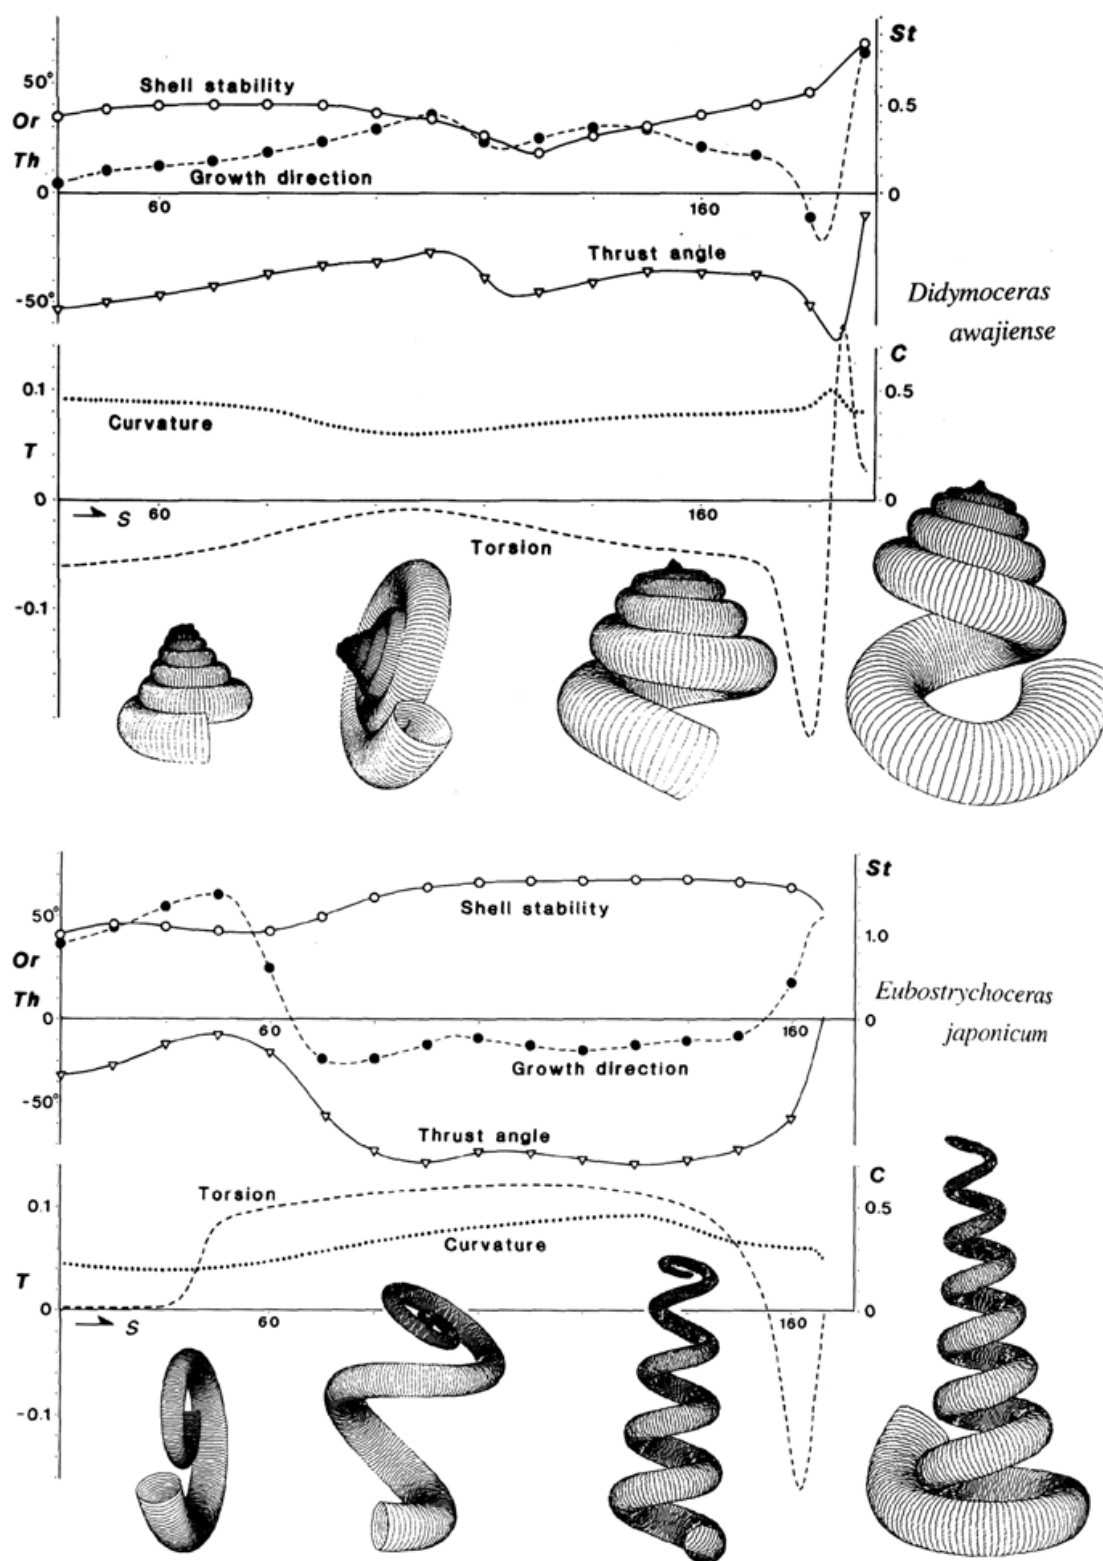 St
50°
Shell stability
Or
0.5
Th
Growth direction
0
60
160
0
Thrust angle
-50°
Didymoceras
awajiense
C
0.1
0.5
Curvature
T
0
S
60
160
0
Torsion
-0.1
St
50°
Shell stability
1.0
Or
Th
Eubostrychoceras
0
60
160
0
japonicum
Growth direction
-50°
Thrust angle
C
Torsion
0.1
0.5
Curvature
T
0
S
60
160
0
-0.1